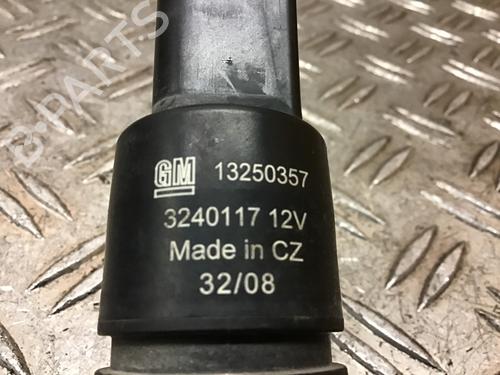 B-PARTS
GM 13250357
3240117 12V
Made in CZ
32/08